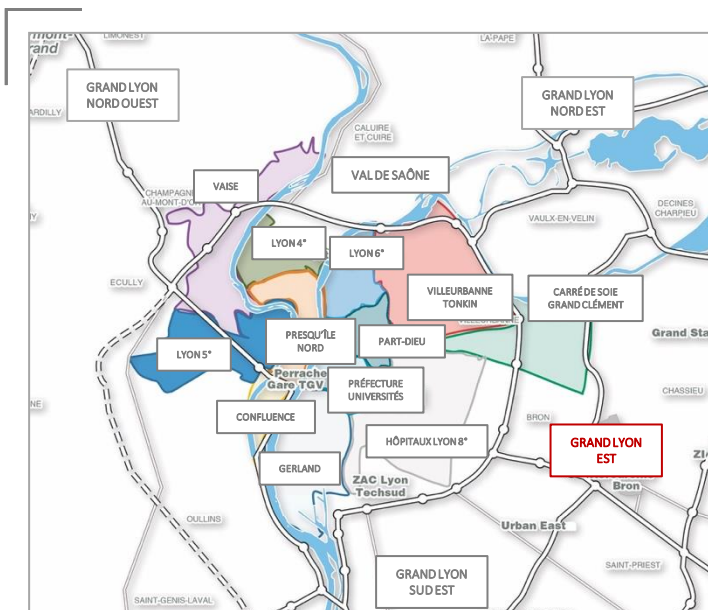 LIMONEST
LA-PAPE
GRAND LYON
NORD OUEST
GRAND LYON
NORD EST
ARDILLY
CALUIRE
ET CUIRE
VAL DE SAÔNE
VAISE
CHAMPAGNE
AU-MONT-D'OR
DECINES
CHARPIEU
VAULX-EN-VELIN
LYON 4°
LYON 6°
ECULLY
VILLEURBANNE
TONKIN
CARRÉ DE SOIE
GRAND CLÉMENT
Grand Sta
PRESQU'ÎLE
NORD
PART-DIEU
LYON 5°
Perrache
Gare TGV
PRÉFECTURE
UNIVERSITÉS
CHASSIEU
CONFLUENCE
BRON
HÔPITAUX LYON 8°
GRAND LYON
EST
GERLAND
ZAC Lyon
Techsud
Bron
OULLINS
Urban East
SAINT-PRIEST
GRAND LYON
SUD EST
SAINT-GENIS-LAVAL